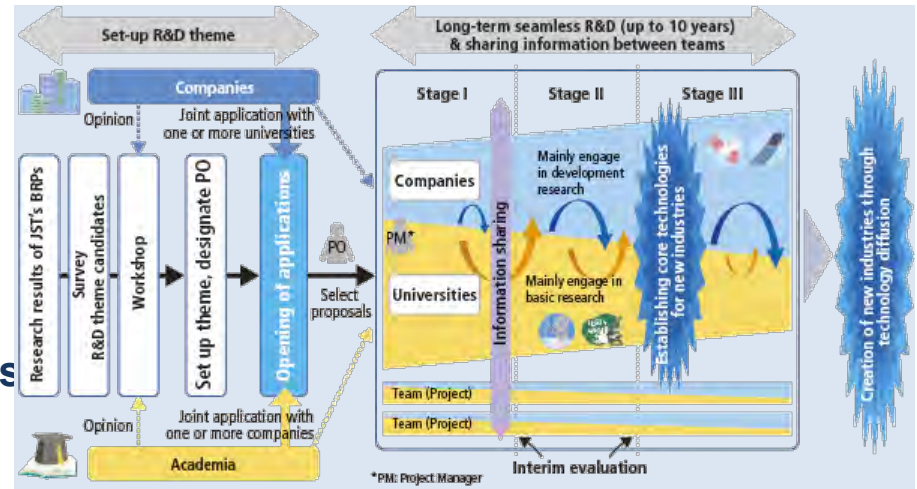 Set-up R&D theme
Long-term seamless R&D (up to 10 years)
& sharing information between teams
Companies
Opinion
Joint application with
one or more universities
Research results of JST's BRPs
Survey
R&D theme candidates
Workshop
Set up theme, designate PO
Opening of applications
PO
Select
proposals
Opinion
Joint application with
one or more companies
Academia
s
Stage I
Stage II
Stage III
Companies
PM*
Universities
Information sharing
Mainly engage
in development
research
Mainly engage in
basic research
Establishing core technologies
for new industries
Team (Project)
Team (Project)
Interim evaluation
*PM: Project Manager
Creation of new industries through
technology diffusion